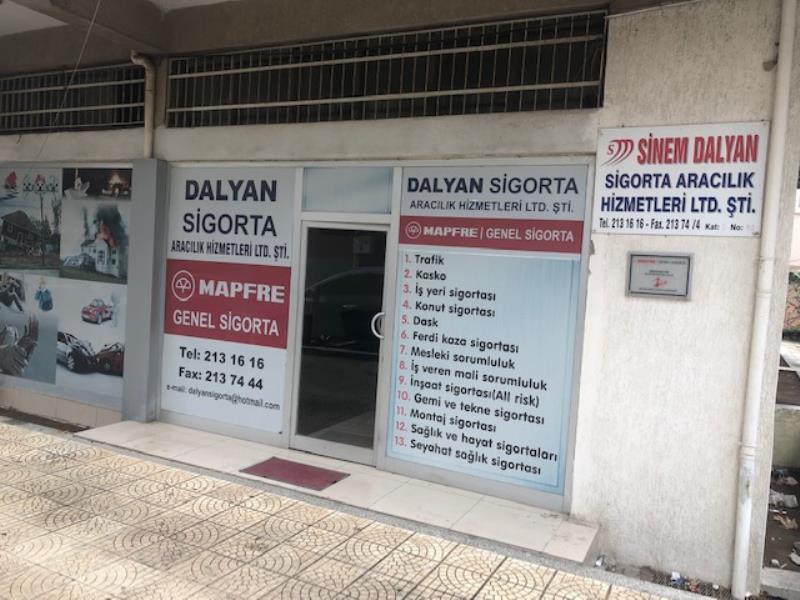 DALYAN
SİGORTA
ARACILIK HİZMETLERİ LTD. ŞTİ.
MAPFRE
GENEL SİGORTA
Tel: 213 16 16
Fax: 213 74 44
e-mail: dalyansigorta@hotmail.com
DALYAN SİGORTA
ARACILIK HİZMETLERİ LTD. ŞTİ.
MAPFRE | GENEL SİGORTA
1. Trafik
2. Kasko
3. İş yeri sigortası
4. Konut sigortası
5. Dask
6. Ferdi kaza sigortası
7. Mesleki sorumluluk
8. İş veren mali sorumluluk
9. İnşaat sigortası(All risk)
10. Gemi ve tekne sigortası
11. Montaj sigortası
12. Sağlık ve hayat sigortaları
13. Seyahat sağlık sigortası
SİNEM DALYAN
SİGORTA ARACILIK
HİZMETLERİ LTD. ŞTİ.
Tel. 213 16 16 - Fax. 213 74 /4 Kat: No: